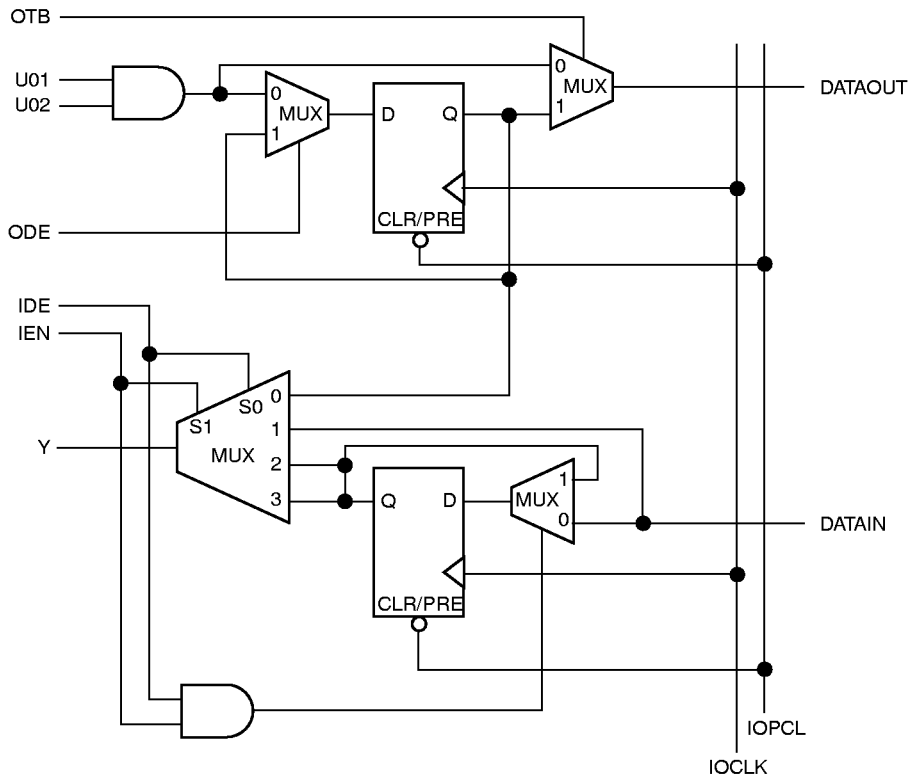 OTB
U01
U02
0
MUX
1
D
Q
CLR/PRE
0
MUX
1
DATAOUT
ODE
IDE
IEN
S0
S1
MUX
0
1
2
3
Y
Q
D
CLR/PRE
MUX
1
0
DATAIN
IOPCL
IOCLK